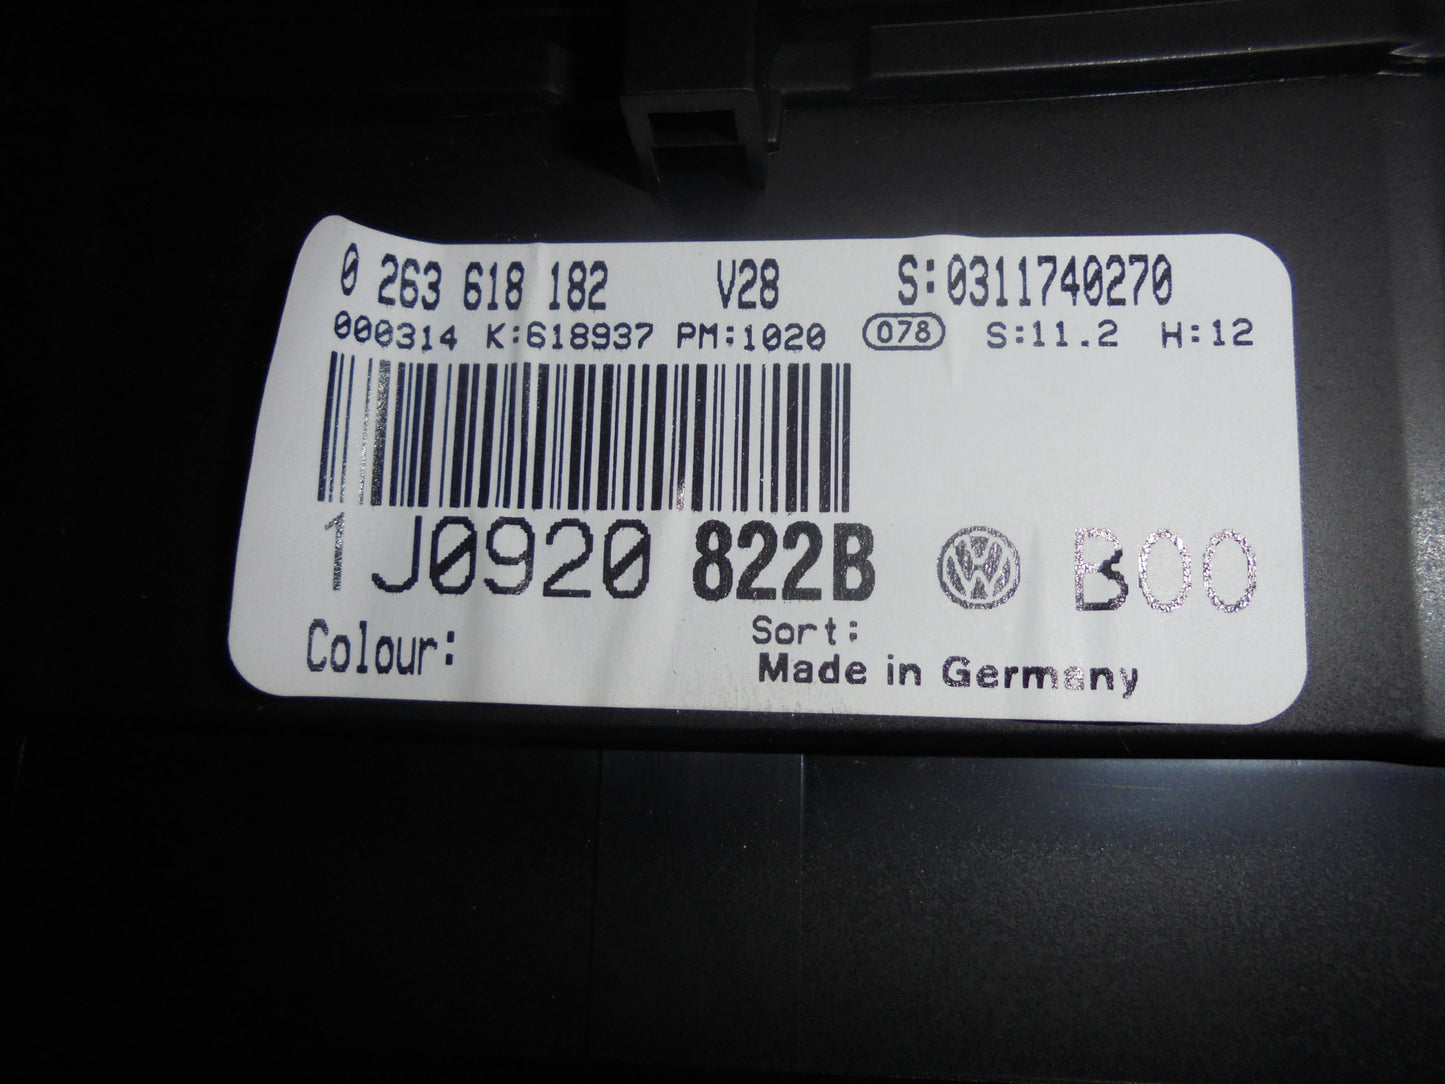 0 263 618 182 V28 S:0311740270
000314 K:618937 PM:1020 078 S:11.2 H:12
1J0920 822B VW B00
Colour: Sort:
Made in Germany